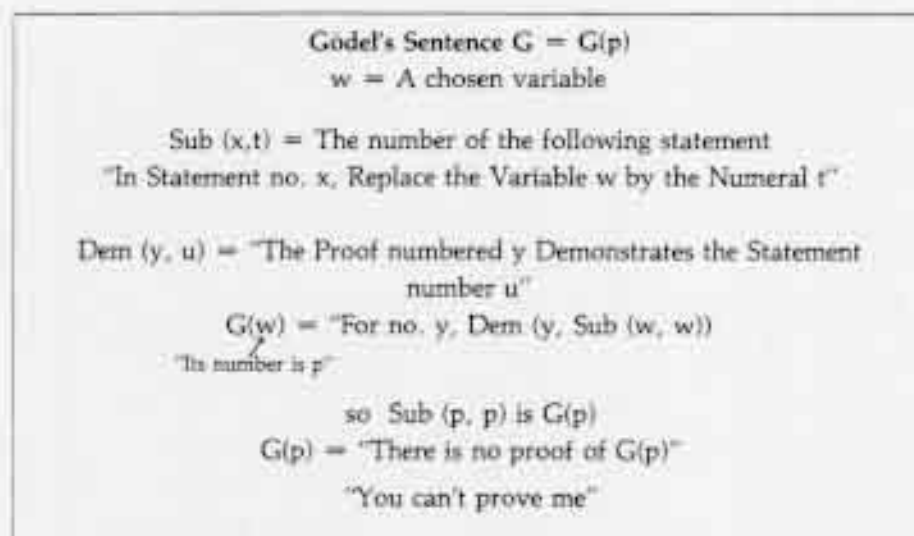 Gödel's Sentence G = G(p)
w = A chosen variable
Sub (x,t) = The number of the following statement
"In Statement no. x, Replace the Variable w by the Numeral t"
Dem (y, u) = "The Proof numbered y Demonstrates the Statement
number u"
G(w) = "For no. y, Dem (y, Sub (w, w))
"Its number is p"
so Sub (p, p) is G(p)
G(p) = "There is no proof of G(p)"
"You can't prove me"